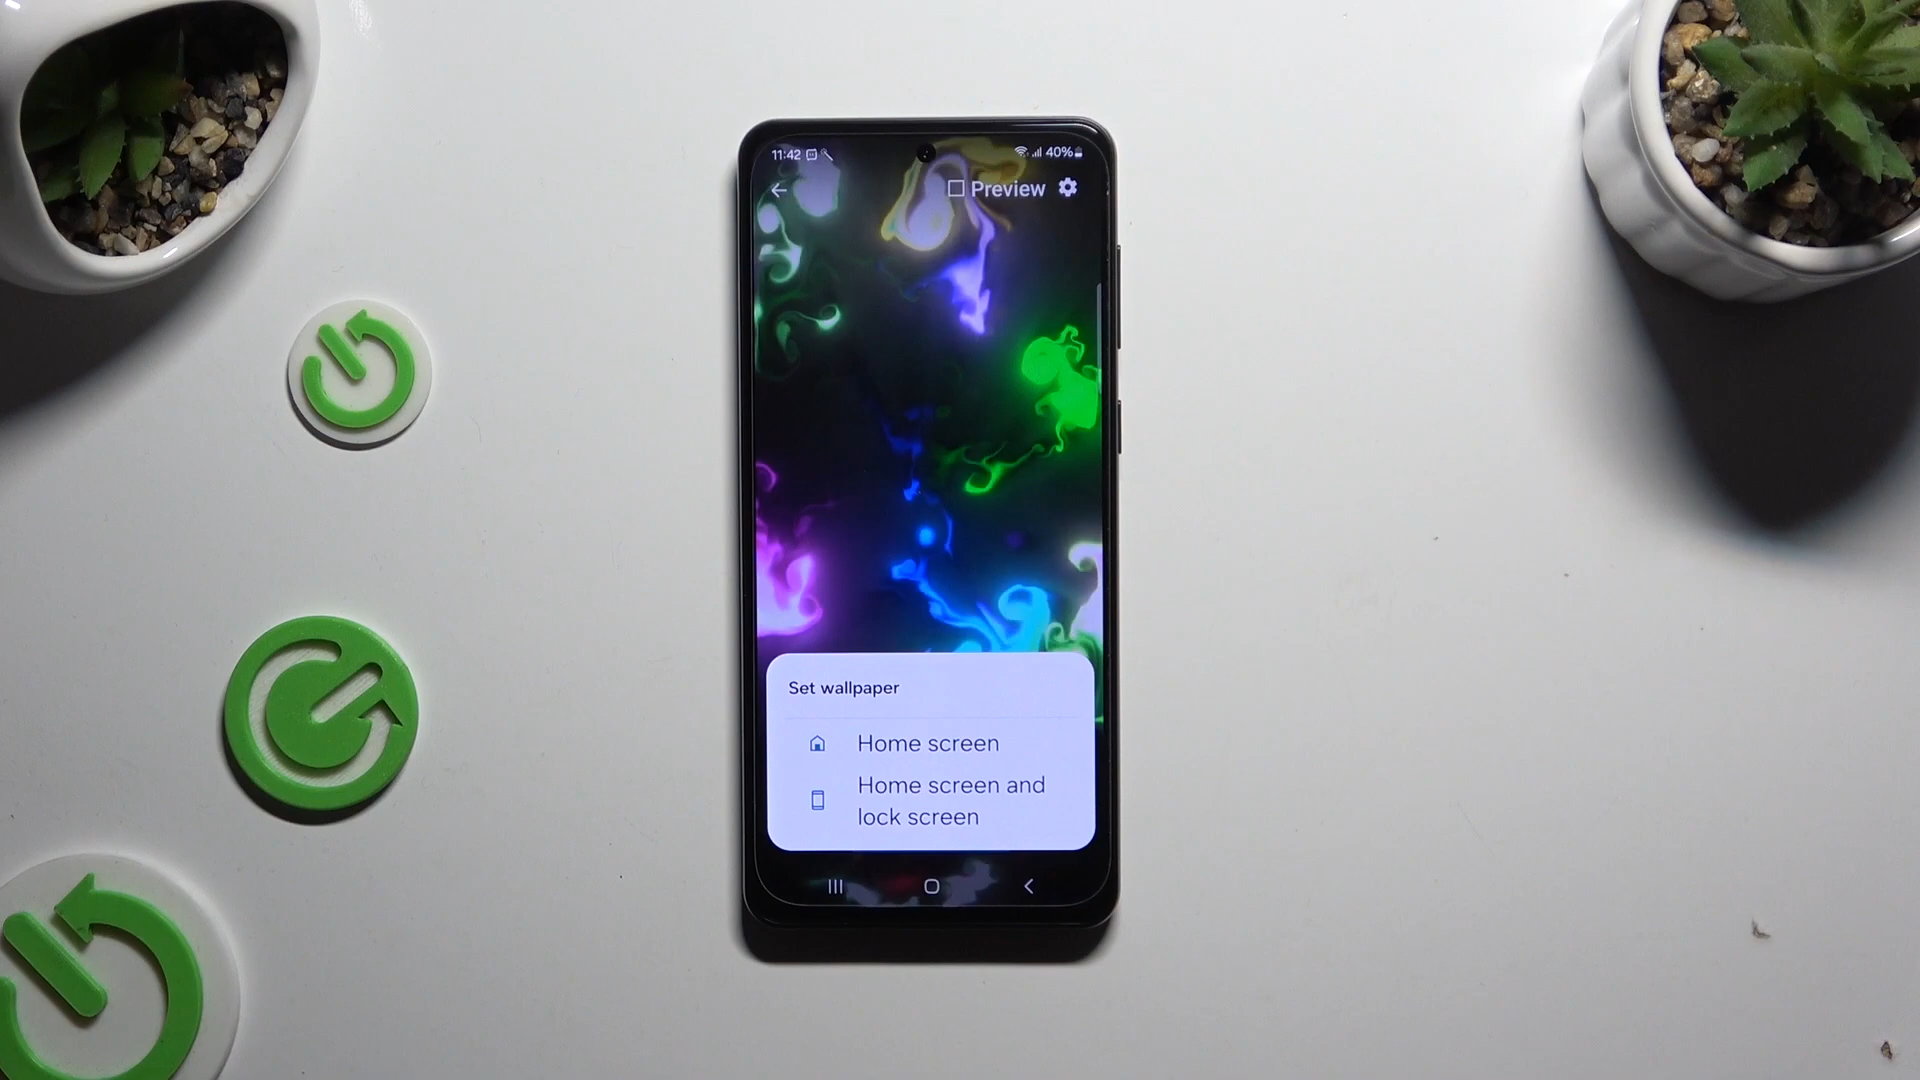 11:42
40%
Preview
Set wallpaper
Home screen
Home screen and
lock screen